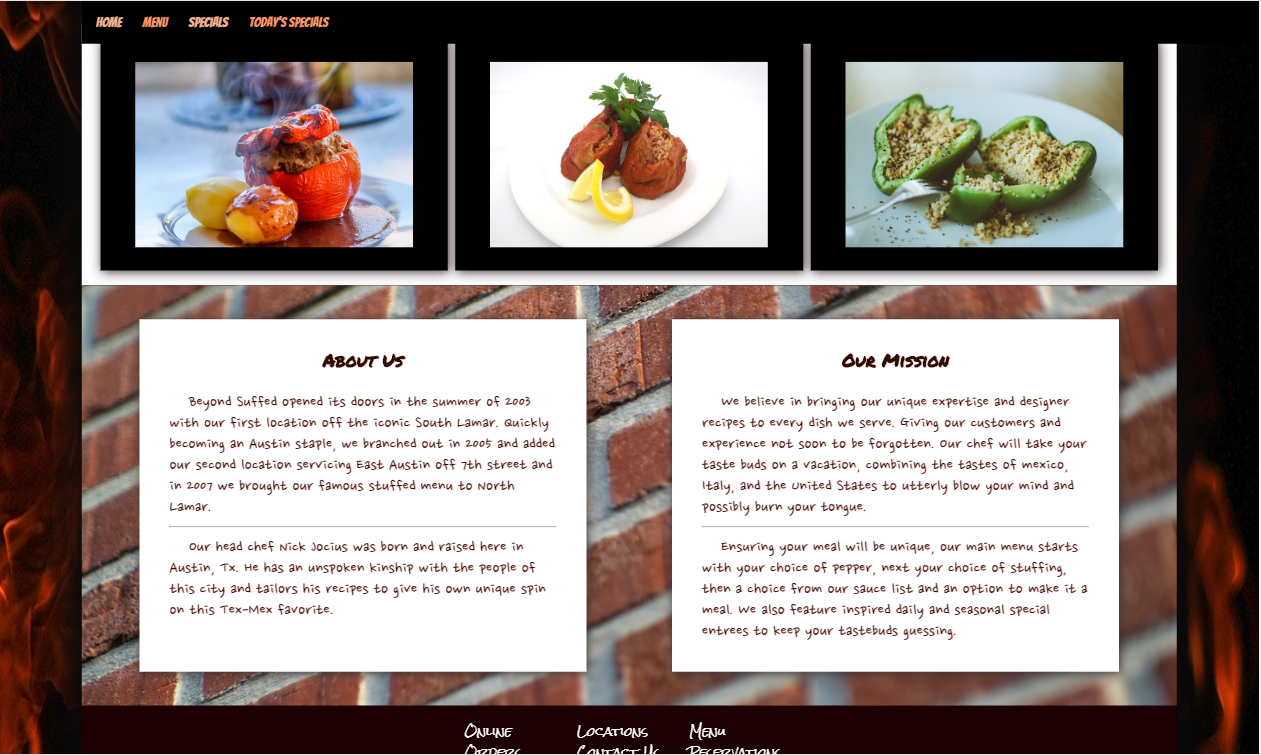 HOME MENU SPECIALS TODAY'S SPECIALS
About Us
Beyond Suffed opened its doors in the summer of 2003
with our first location off the iconic South Lamar. Quickly
becoming an Austin staple, we branched out in 2005 and added
our second location servicing East Austin off 7th street and
in 2007 we brought our famous stuffed menu to North
Lamar.
Our head chef Nick Jocius was born and raised here in
Austin, Tx. He has an unspoken kinship with the people of
this city and tailors his recipes to give his own unique spin
on this Tex-Mex favorite.
Our Mission
We believe in bringing our unique expertise and designer
recipes to every dish we serve. Giving our customers and
experience not soon to be forgotten. Our chef will take your
taste buds on a vacation, combining the tastes of mexico,
Italy, and the United States to utterly blow your mind and
possibly burn your tongue.
Ensuring your meal will be unique, our main menu starts
with your choice of pepper, next your choice of stuffing,
then a choice from our sauce list and an option to make it a
meal. We also feature inspired daily and seasonal special
entrees to keep your tastebuds guessing.
Online Locations Menu
Orders Contact Us Reservations